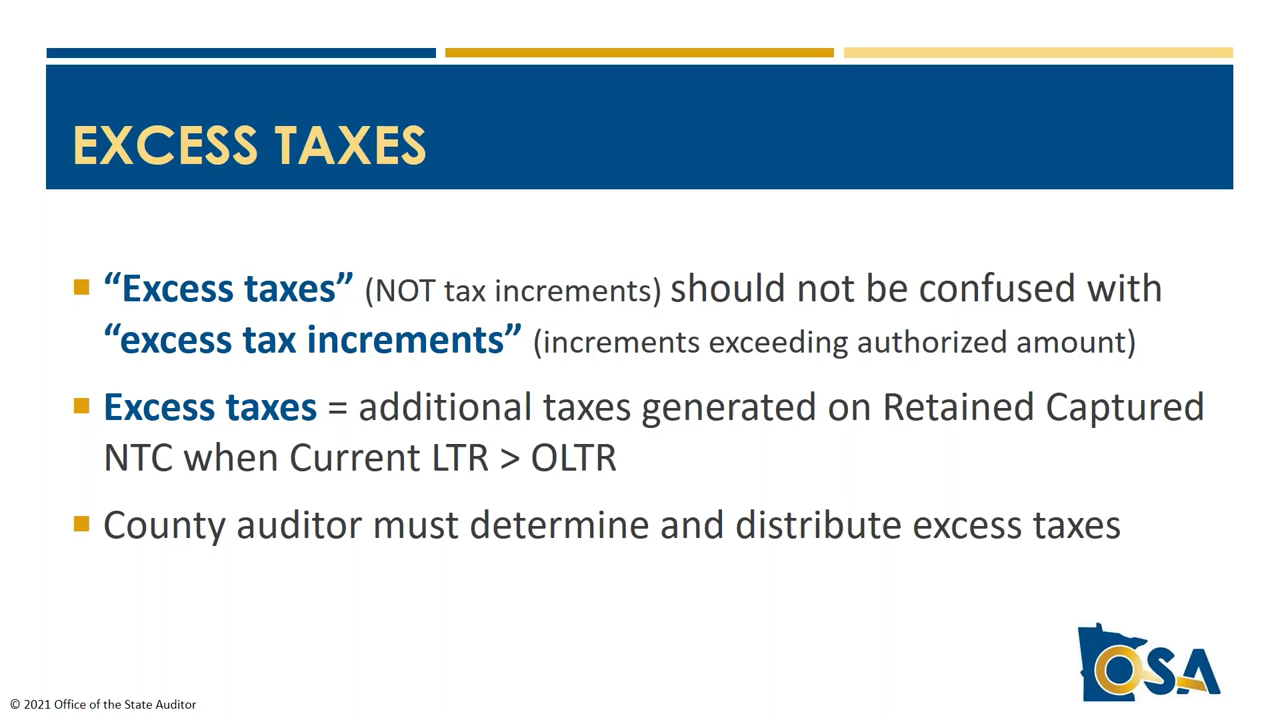 EXCESS TAXES
■ “Excess taxes” (NOT tax increments) should not be confused with
“excess tax increments” (increments exceeding authorized amount)
■ Excess taxes = additional taxes generated on Retained Captured
NTC when Current LTR > OLTR
■ County auditor must determine and distribute excess taxes
OSA
© 2021 Office of the State Auditor